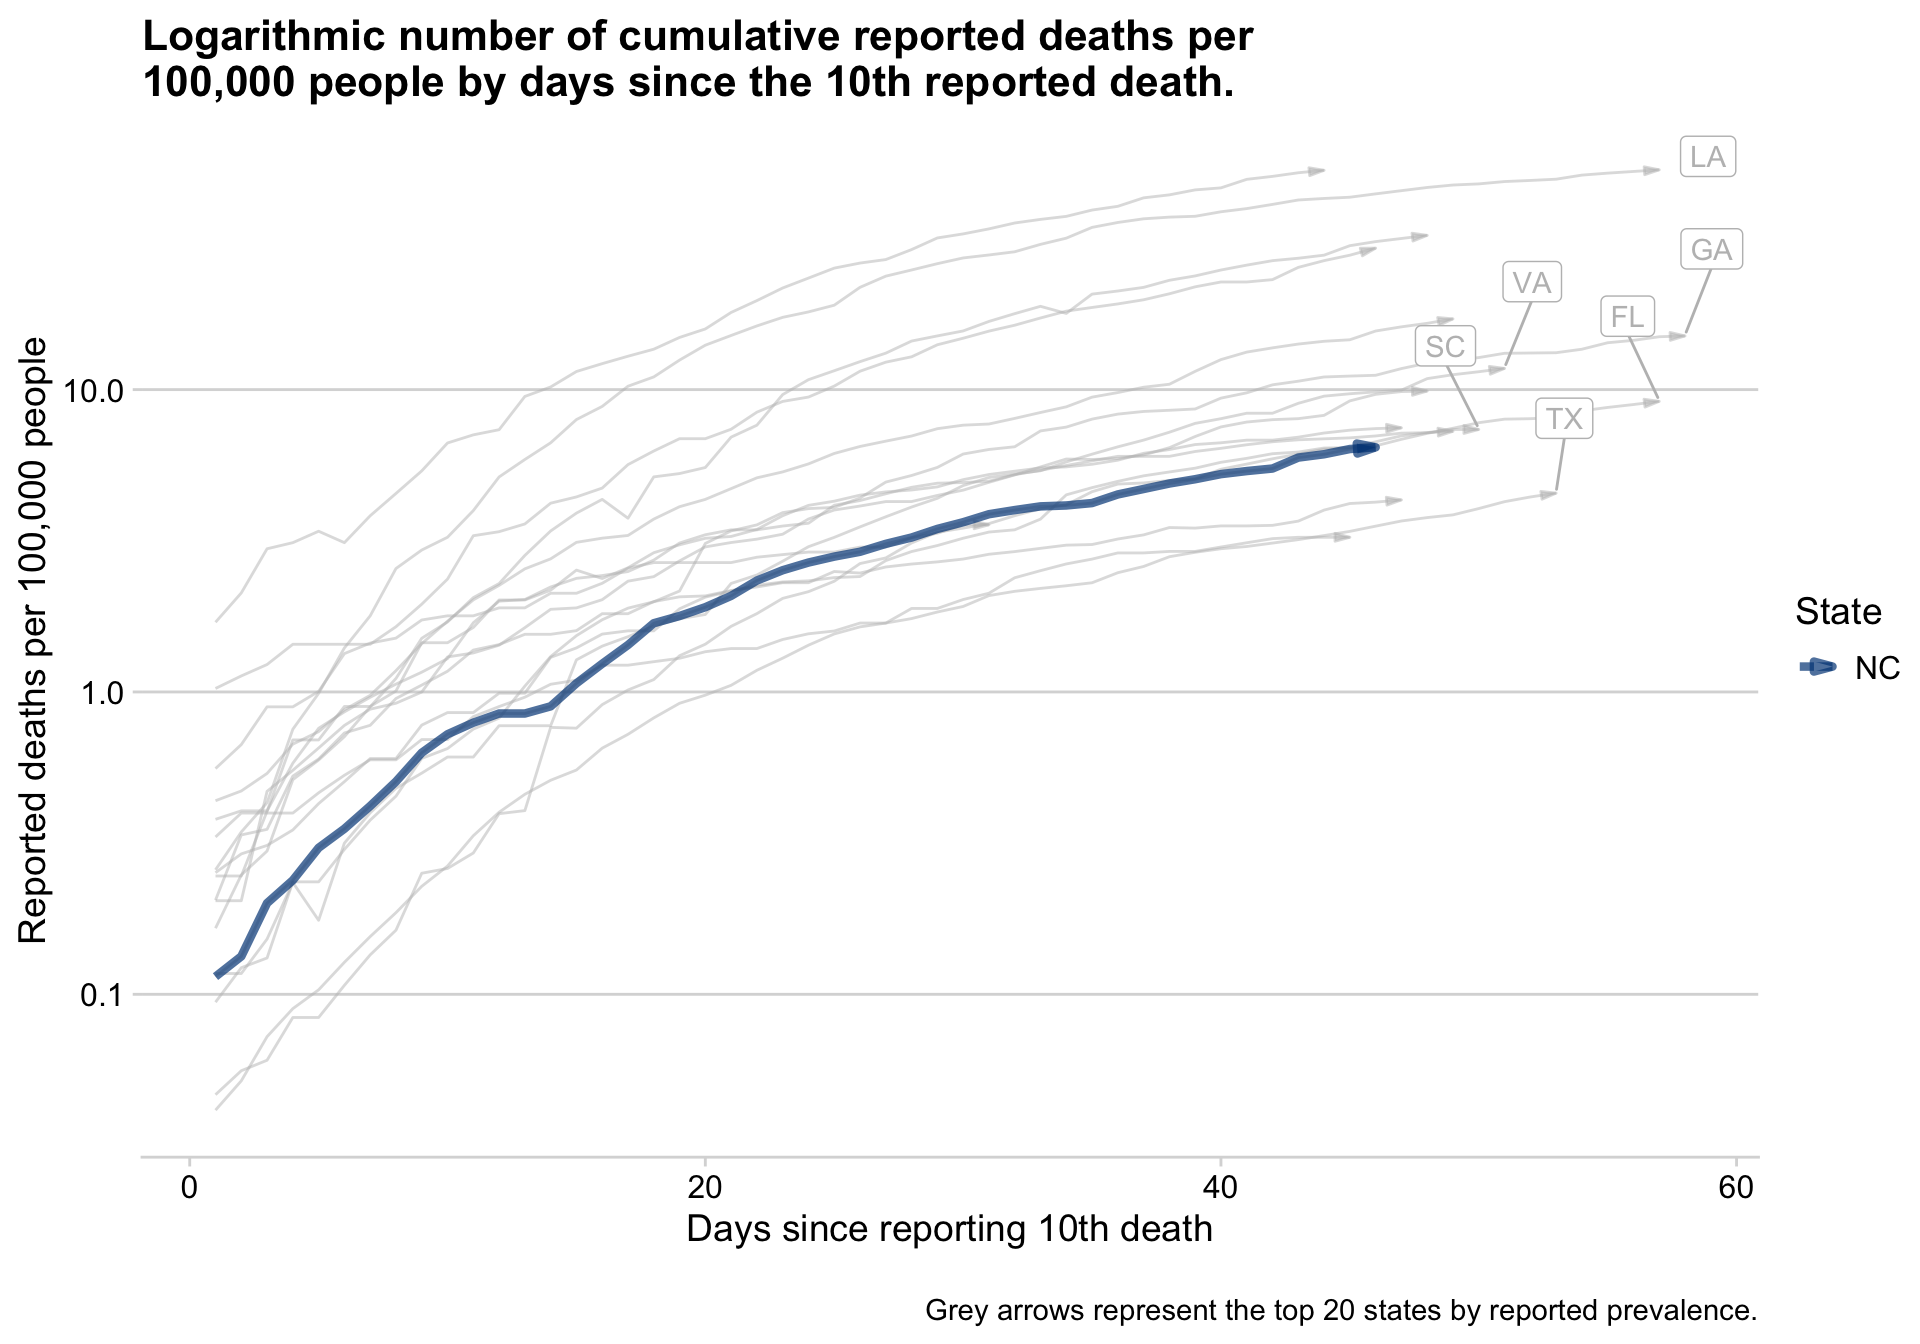 Logarithmic number of cumulative reported deaths per
100,000 people by days since the 10th reported death.
LA
GA
VA
FL
SC
TX
Reported deaths per 100,000 people
10.0
1.0
0.1
State
NC
0 20 40 60
Days since reporting 10th death
Grey arrows represent the top 20 states by reported prevalence.